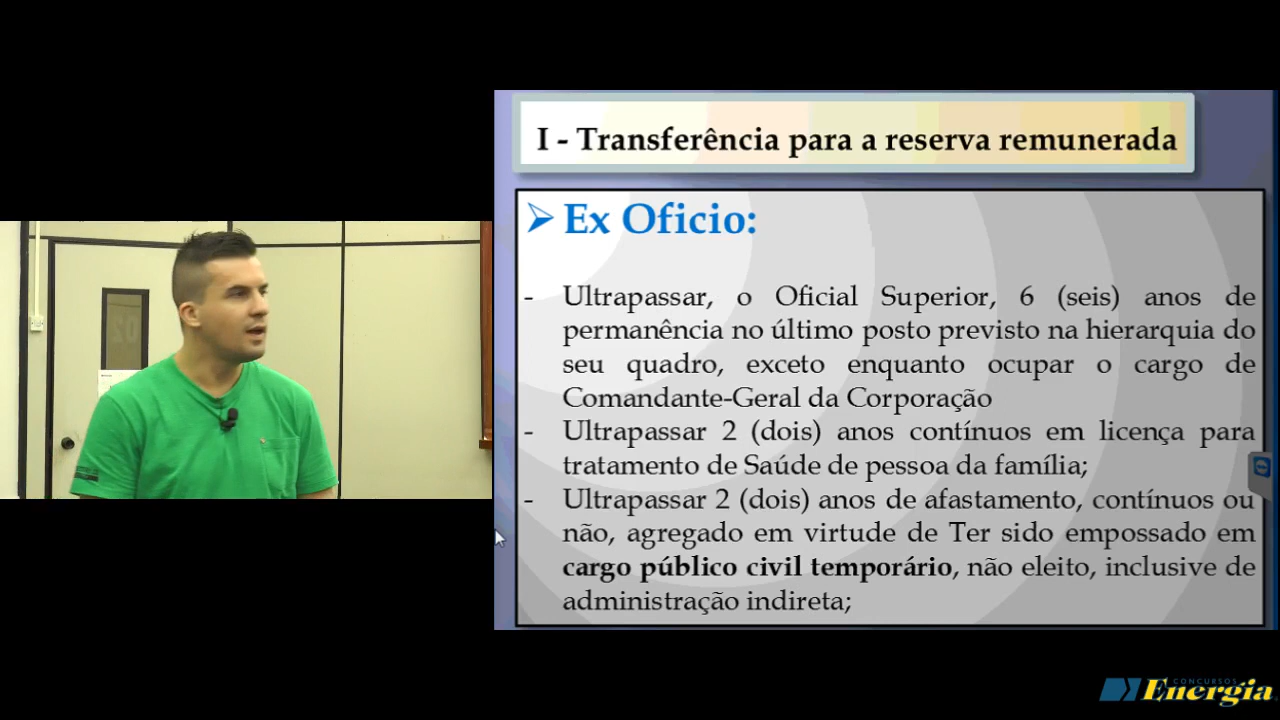 I - Transferência para a reserva remunerada
➢ Ex Oficio:
- Ultrapassar, o Oficial Superior, 6 (seis) anos de
permanência no último posto previsto na hierarquia do
seu quadro, exceto enquanto ocupar o cargo de
Comandante-Geral da Corporação
- Ultrapassar 2 (dois) anos contínuos em licença para
tratamento de Saúde de pessoa da família;
- Ultrapassar 2 (dois) anos de afastamento, contínuos ou
não, agregado em virtude de Ter sido empossado em
cargo público civil temporário, não eleito, inclusive de
administração indireta;
CONCURSOS
Energia